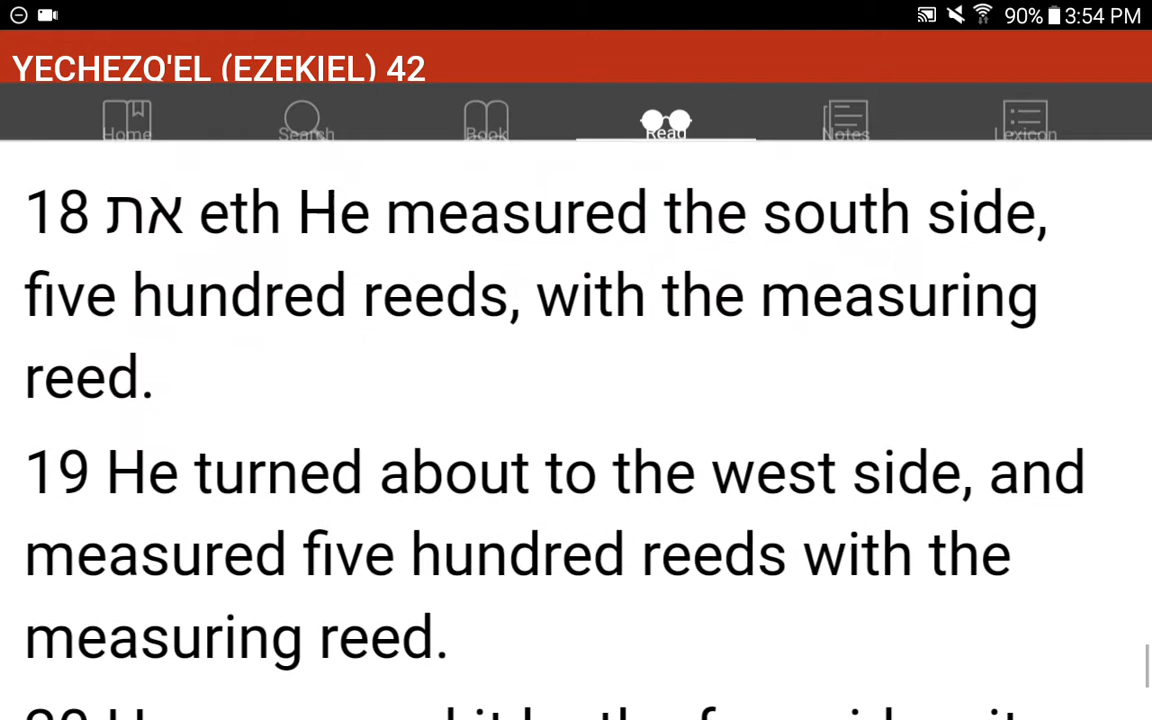 90% 3:54 PM
YECHEZQ'EL (EZEKIEL) 42
Home Search Book Read Notes Lexicon
18 את eth He measured the south side,
five hundred reeds, with the measuring
reed.
19 He turned about to the west side, and
measured five hundred reeds with the
measuring reed.